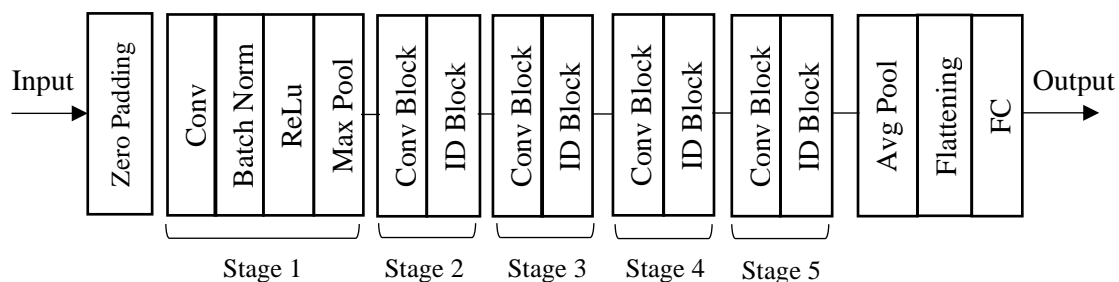 Input
Zero Padding
Conv
Batch Norm
ReLu
Max Pool
Conv Block
ID Block
Conv Block
ID Block
Conv Block
ID Block
Conv Block
ID Block
Avg Pool
Flattening
FC
Output
Stage 1
Stage 2
Stage 3
Stage 4
Stage 5